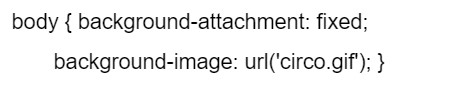 body { background-attachment: fixed;
background-image: url('circo.gif'); }